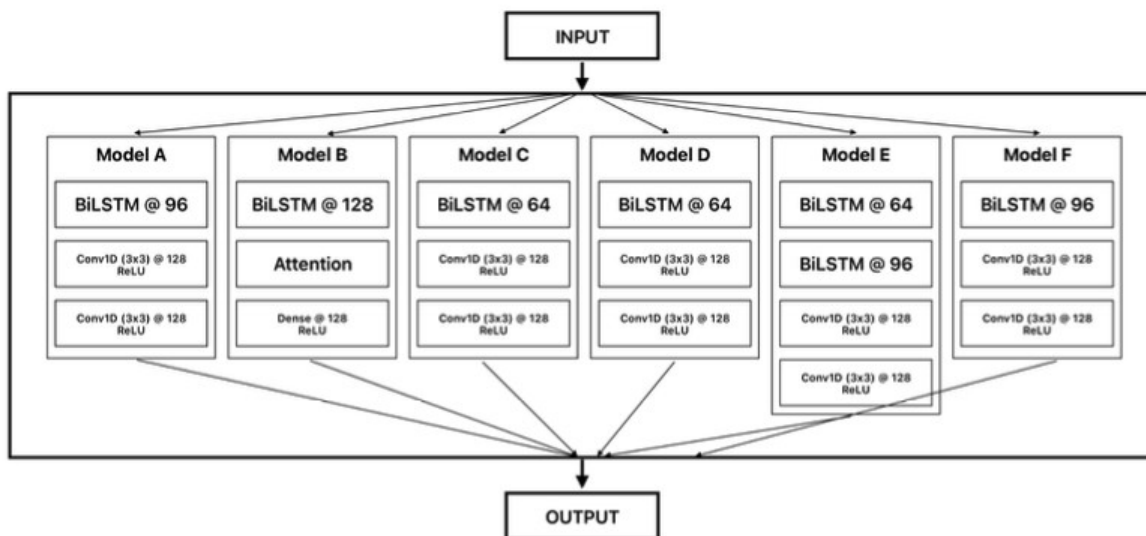 INPUT
Model A
BiLSTM @ 96
Conv1D (3x3) @ 128
ReLU
Conv1D (3x3) @ 128
ReLU
Model B
BiLSTM @ 128
Attention
Dense @ 128
ReLU
Model C
BiLSTM @ 64
Conv1D (3x3) @ 128
ReLU
Conv1D (3x3) @ 128
ReLU
Model D
BiLSTM @ 64
Conv1D (3x3) @ 128
ReLU
Conv1D (3x3) @ 128
ReLU
Model E
BiLSTM @ 64
BiLSTM @ 96
Conv1D (3x3) @ 128
ReLU
Conv1D (3x3) @ 128
ReLU
Model F
BiLSTM @ 96
Conv1D (3x3) @ 128
ReLU
Conv1D (3x3) @ 128
ReLU
OUTPUT